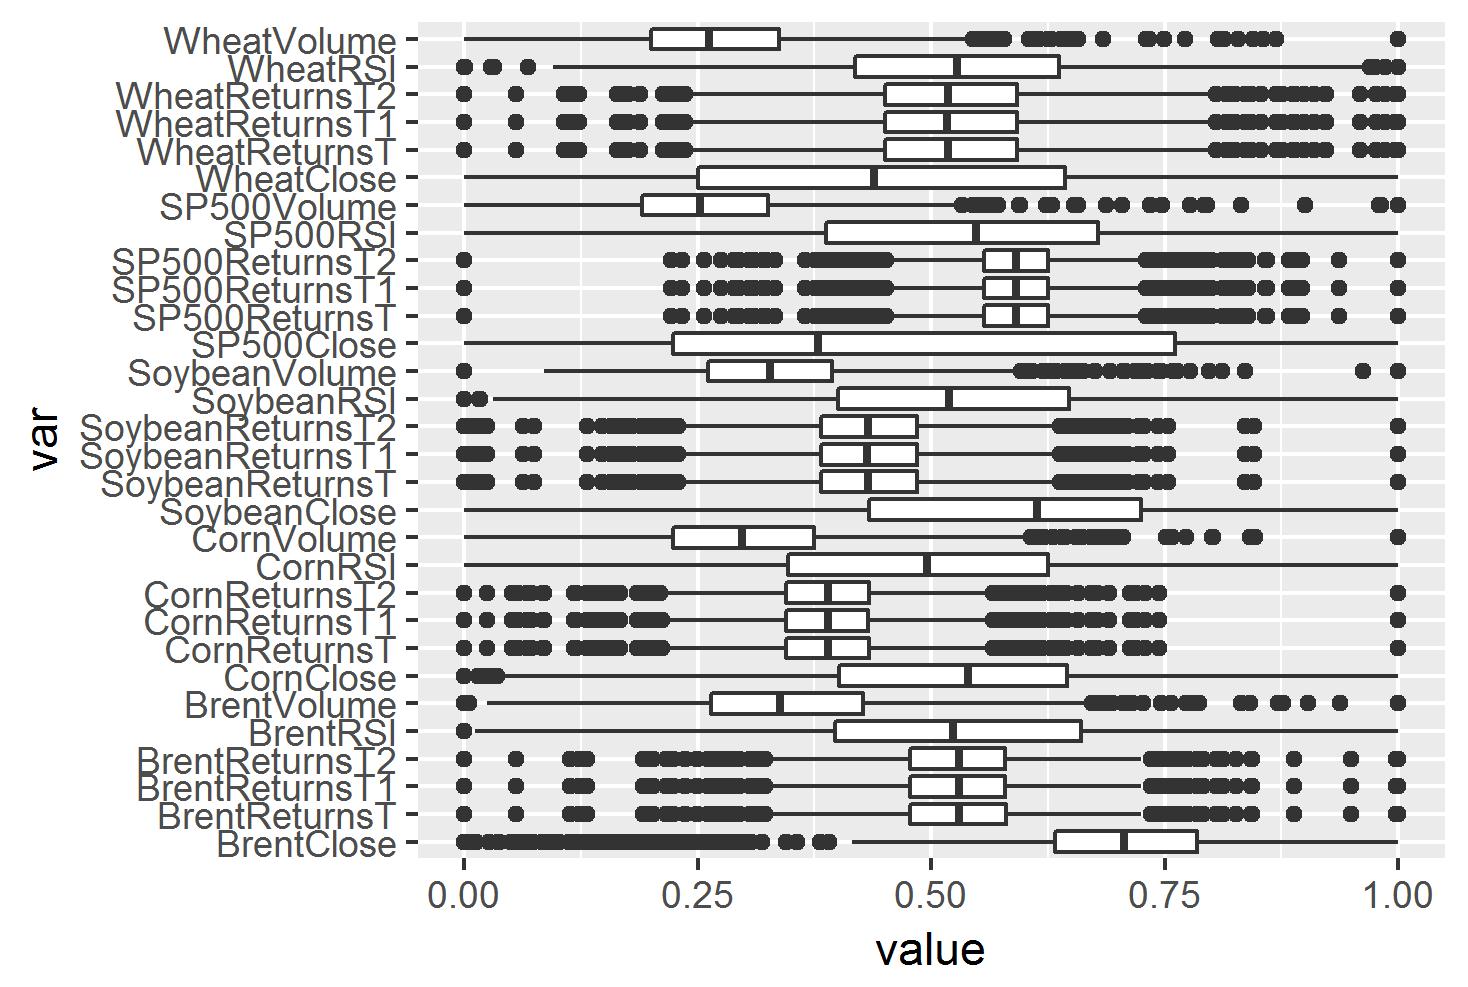 WheatVolume
WheatRSI
WheatReturnsT2
WheatReturnsT1
WheatReturnsT
WheatClose
SP500Volume
SP500RSI
SP500ReturnsT2
SP500ReturnsT1
SP500ReturnsT
SP500Close
SoybeanVolume
SoybeanRSI
SoybeanReturnsT2
SoybeanReturnsT1
SoybeanReturnsT
SoybeanClose
CornVolume
CornRSI
CornReturnsT2
CornReturnsT1
CornReturnsT
CornClose
BrentVolume
BrentRSI
BrentReturnsT2
BrentReturnsT1
BrentReturnsT
BrentClose
var
0.00 0.25 0.50 0.75 1.00
value